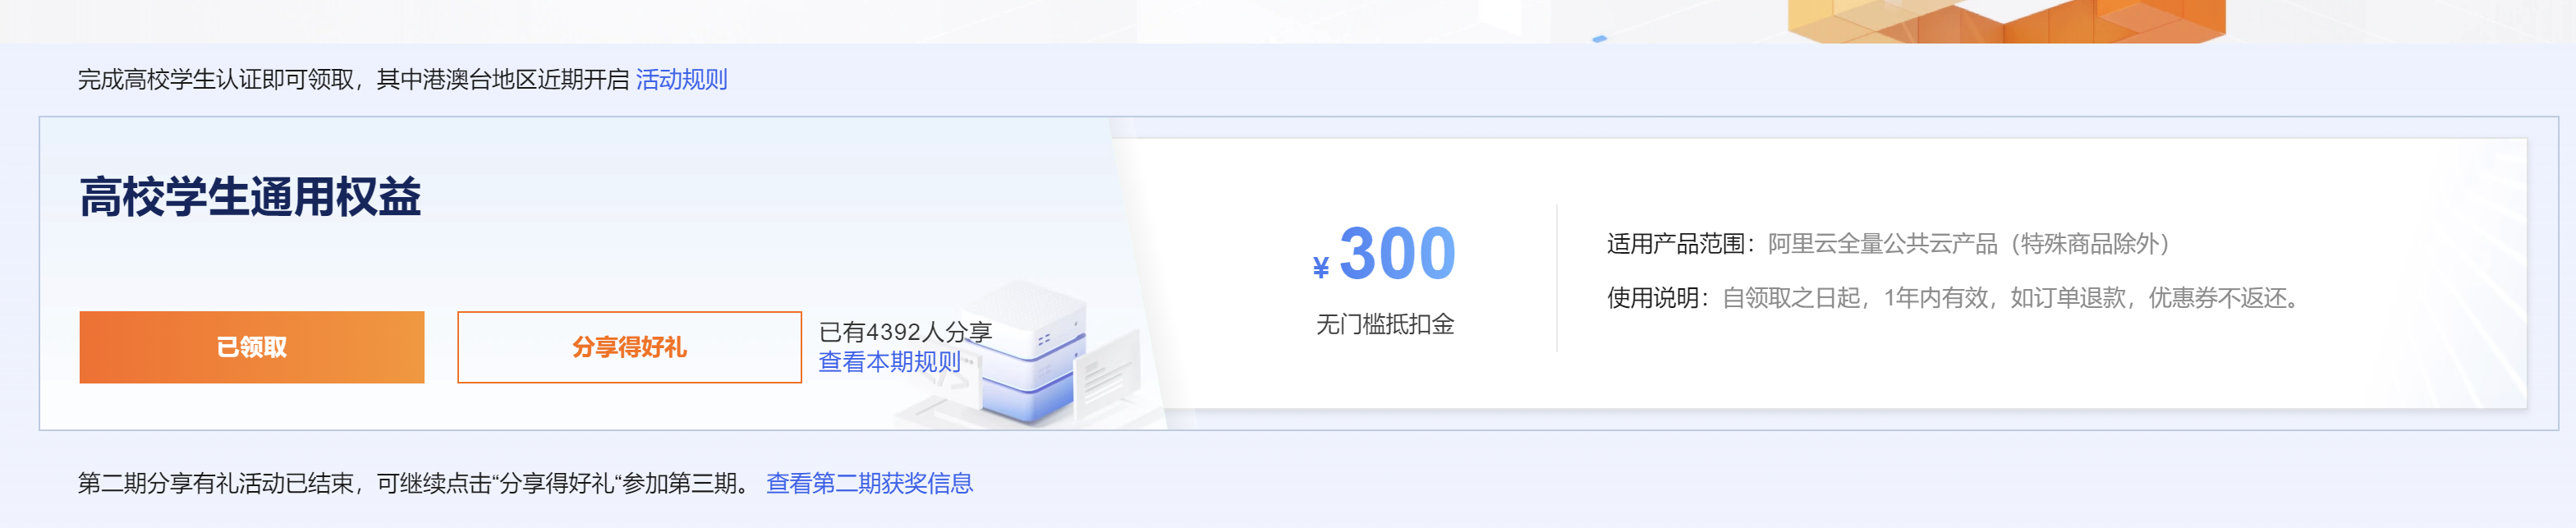 完成高校学生认证即可领取，其中港澳台地区近期开启 活动规则
高校学生通用权益
已领取
分享得好礼
已有4392人分享
查看本期规则
¥300
无门槛抵扣金
适用产品范围：阿里云全量公共云产品（特殊商品除外）
使用说明：自领取之日起，1年内有效，如订单退款，优惠券不返还。
第二期分享有礼活动已结束，可继续点击“分享得好礼“参加第三期。 查看第二期获奖信息